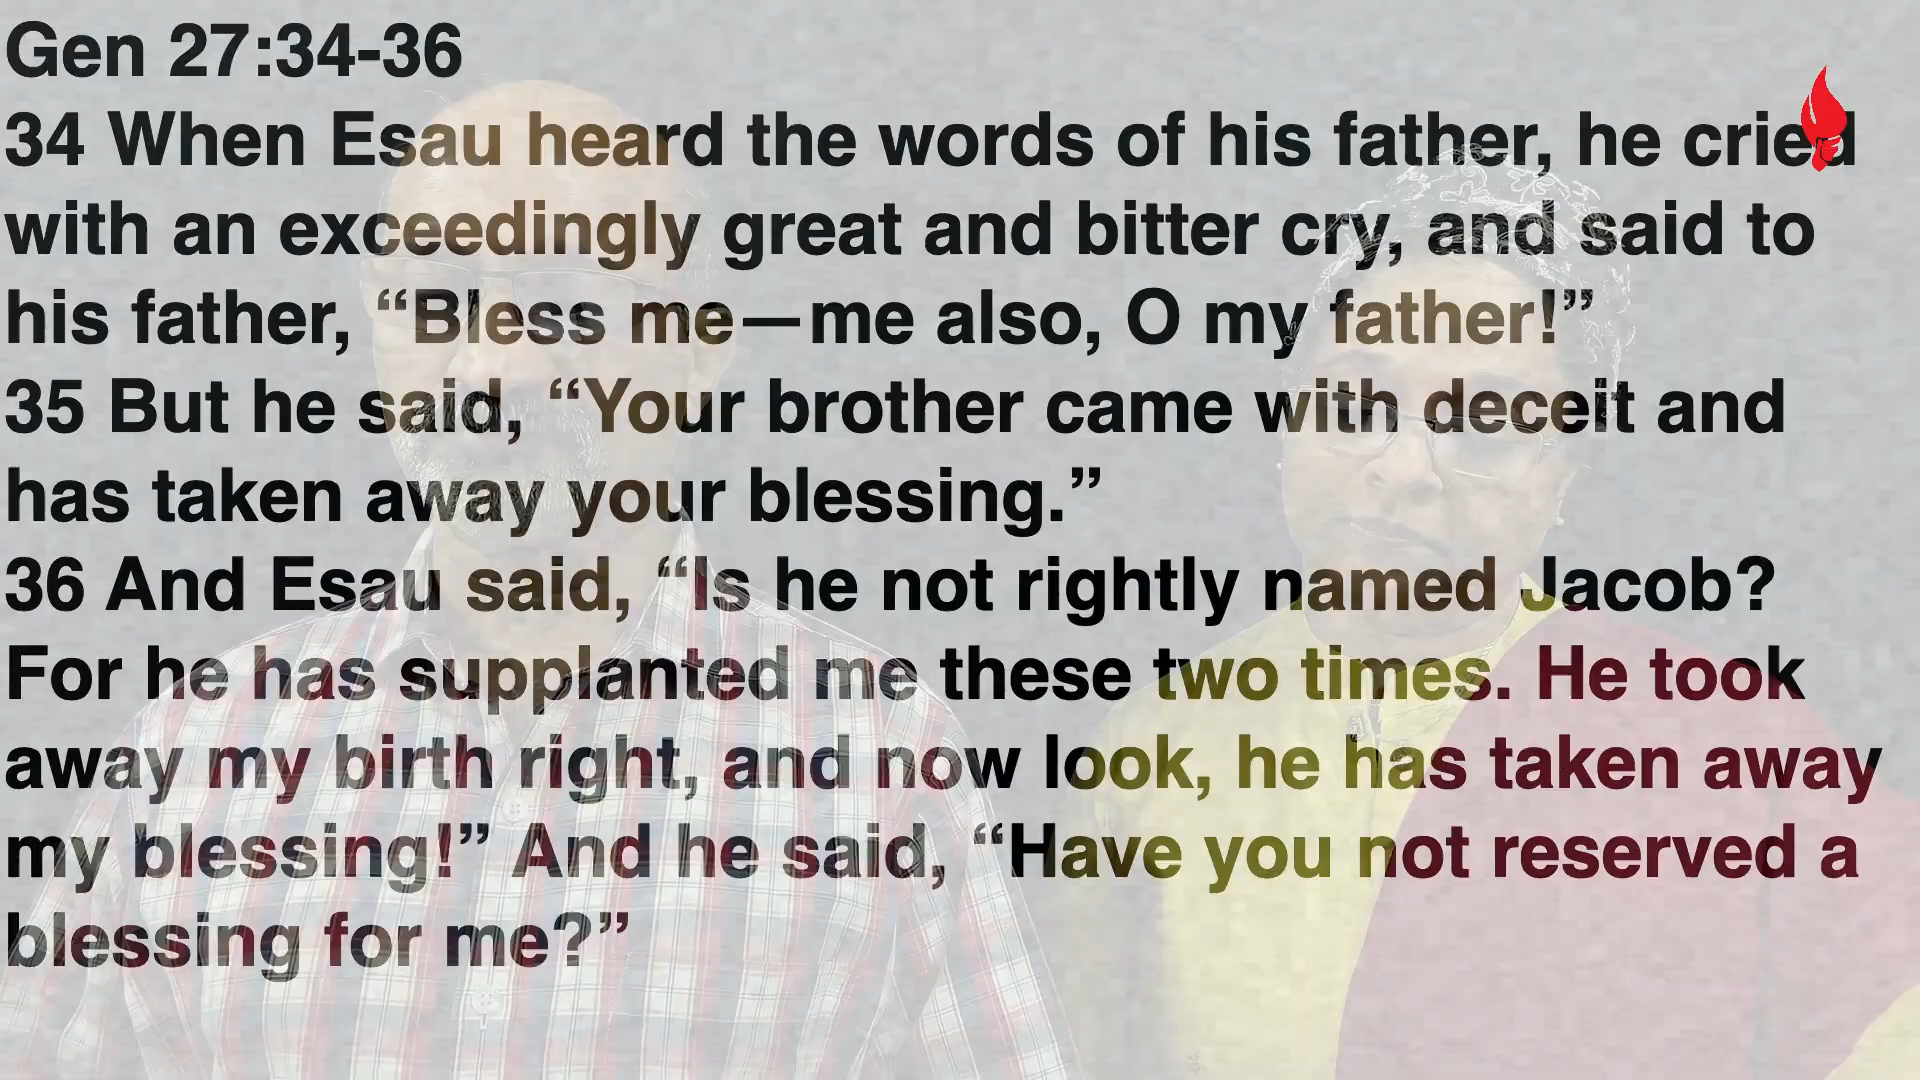 Gen 27:34-36
34 When Esau heard the words of his father, he cried
with an exceedingly great and bitter cry, and said to
his father, “Bless me—me also, O my father!”
35 But he said, “Your brother came with deceit and
has taken away your blessing.”
36 And Esau said, “Is he not rightly named Jacob?
For he has supplanted me these two times. He took
away my birth right, and now look, he has taken away
my blessing!” And he said, “Have you not reserved a
blessing for me?”